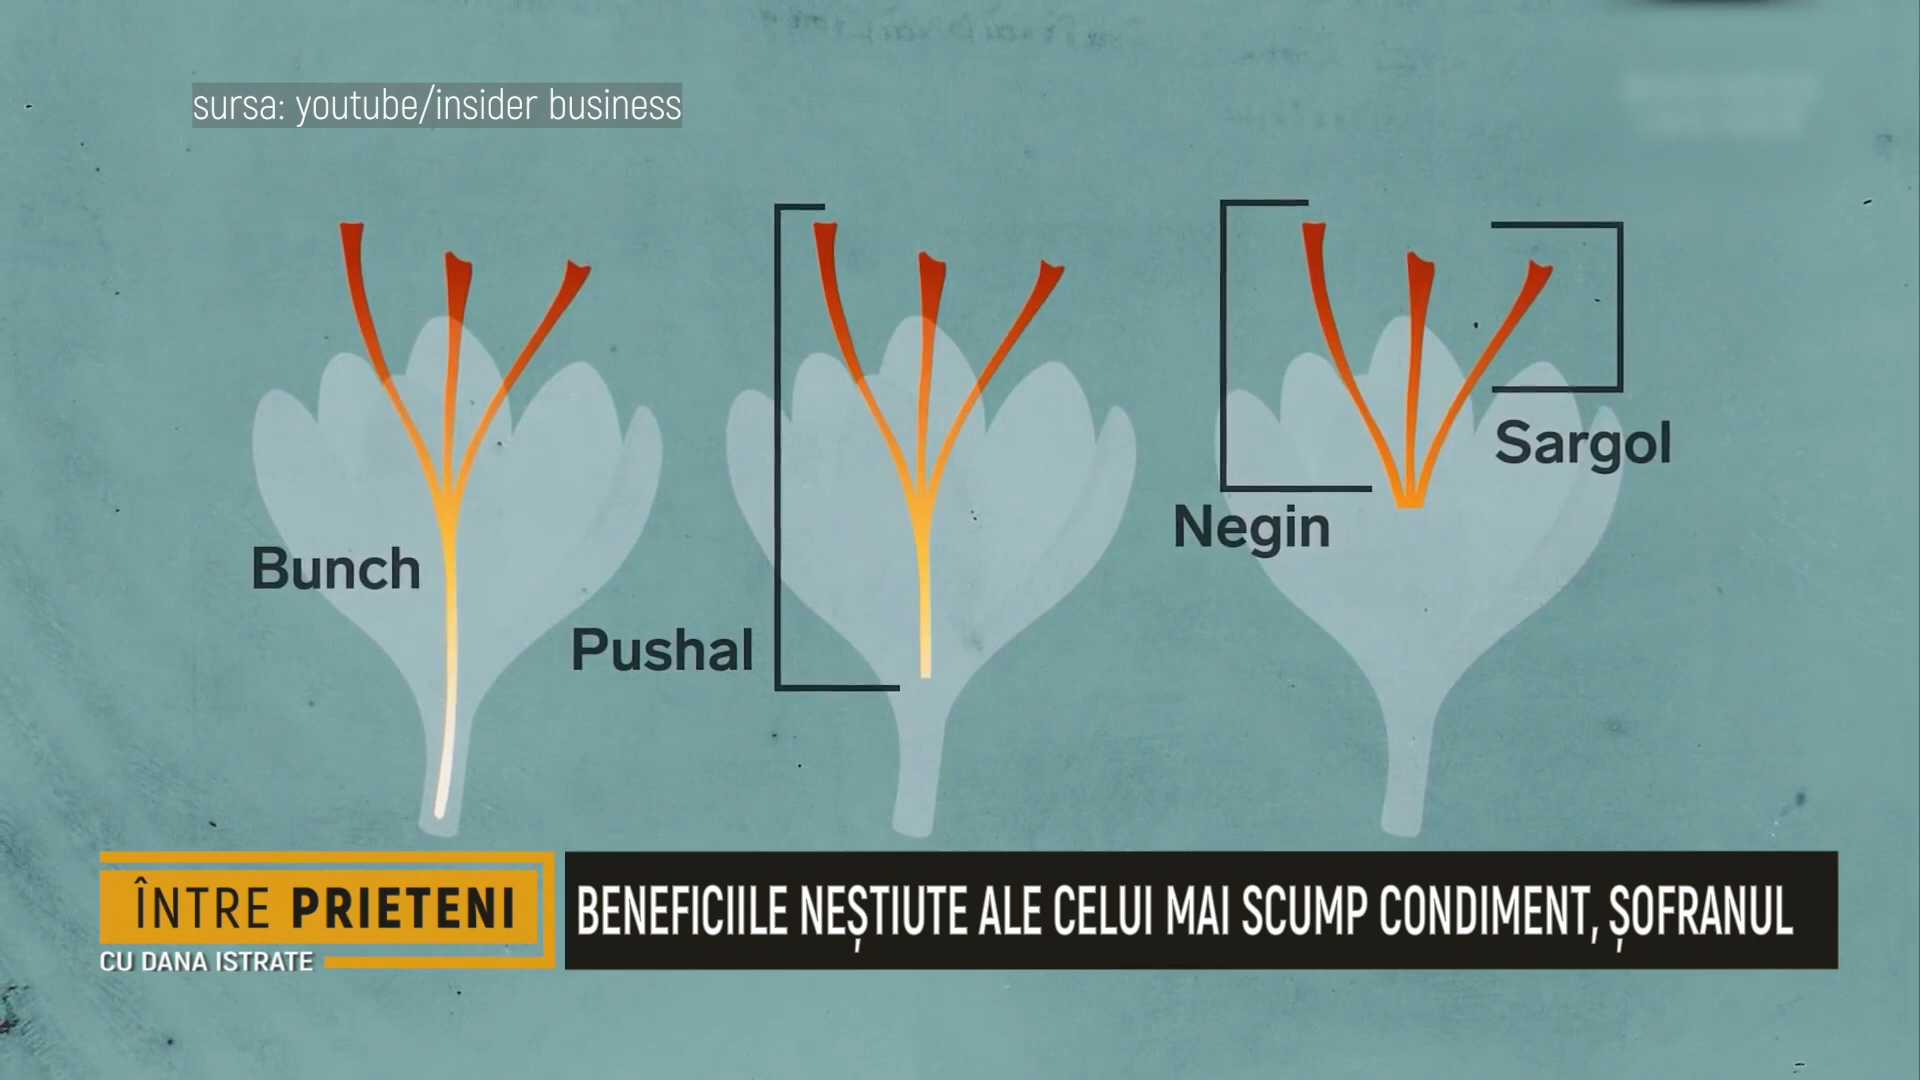 sursa: youtube/insider business
Bunch
Pushal
Negin
Sargol
ÎNTRE PRIETENI
CU DANA ISTRATE
BENEFICIILE NEȘTIUTE ALE CELUI MAI SCUMP CONDIMENT, ȘOFRANUL